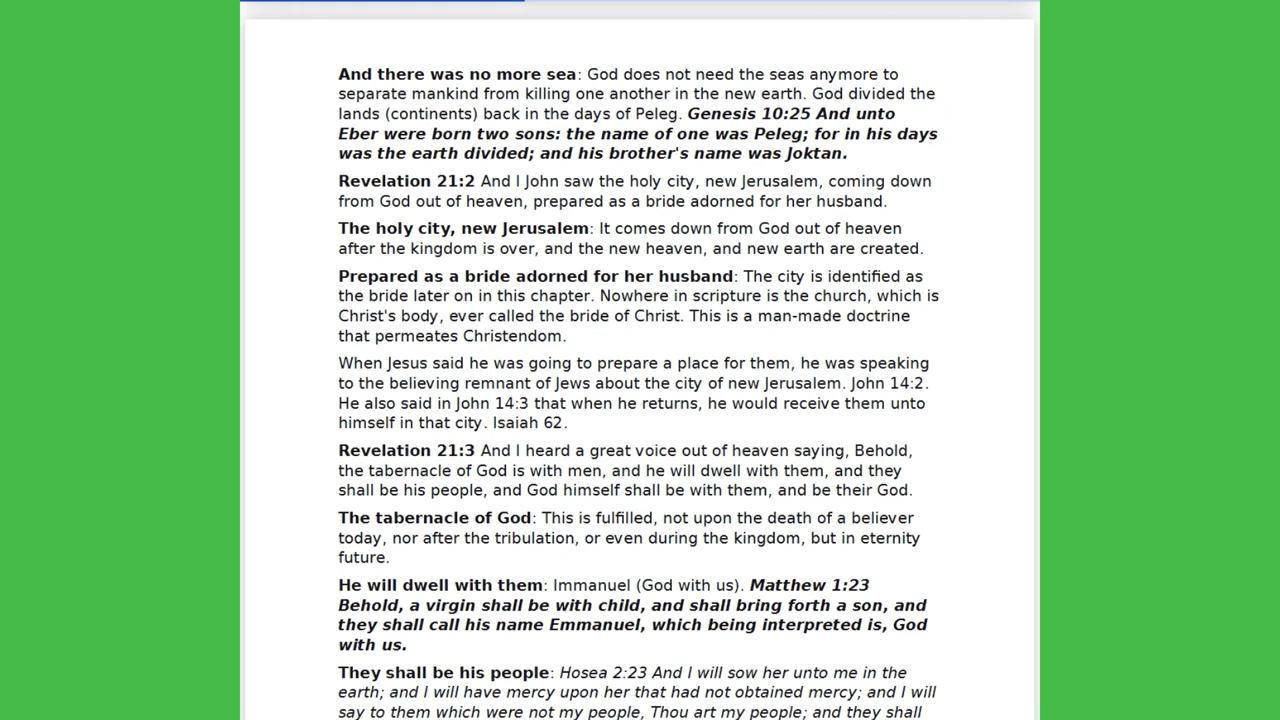 And there was no more sea: God does not need the seas anymore to
separate mankind from killing one another in the new earth. God divided the
lands (continents) back in the days of Peleg. Genesis 10:25 And unto
Eber were born two sons: the name of one was Peleg; for in his days
was the earth divided; and his brother's name was Joktan.
Revelation 21:2 And I John saw the holy city, new Jerusalem, coming down
from God out of heaven, prepared as a bride adorned for her husband.
The holy city, new Jerusalem: It comes down from God out of heaven
after the kingdom is over, and the new heaven, and new earth are created.
Prepared as a bride adorned for her husband: The city is identified as
the bride later on in this chapter. Nowhere in scripture is the church, which is
Christ's body, ever called the bride of Christ. This is a man-made doctrine
that permeates Christendom.
When Jesus said he was going to prepare a place for them, he was speaking
to the believing remnant of Jews about the city of new Jerusalem. John 14:2.
He also said in John 14:3 that when he returns, he would receive them unto
himself in that city. Isaiah 62.
Revelation 21:3 And I heard a great voice out of heaven saying, Behold,
the tabernacle of God is with men, and he will dwell with them, and they
shall be his people, and God himself shall be with them, and be their God.
The tabernacle of God: This is fulfilled, not upon the death of a believer
today, nor after the tribulation, or even during the kingdom, but in eternity
future.
He will dwell with them: Immanuel (God with us). Matthew 1:23
Behold, a virgin shall be with child, and shall bring forth a son, and
they shall call his name Emmanuel, which being interpreted is, God
with us.
They shall be his people: Hosea 2:23 And I will sow her unto me in the
earth; and I will have mercy upon her that had not obtained mercy; and I will
say to them which were not my people, Thou art my people; and they shall